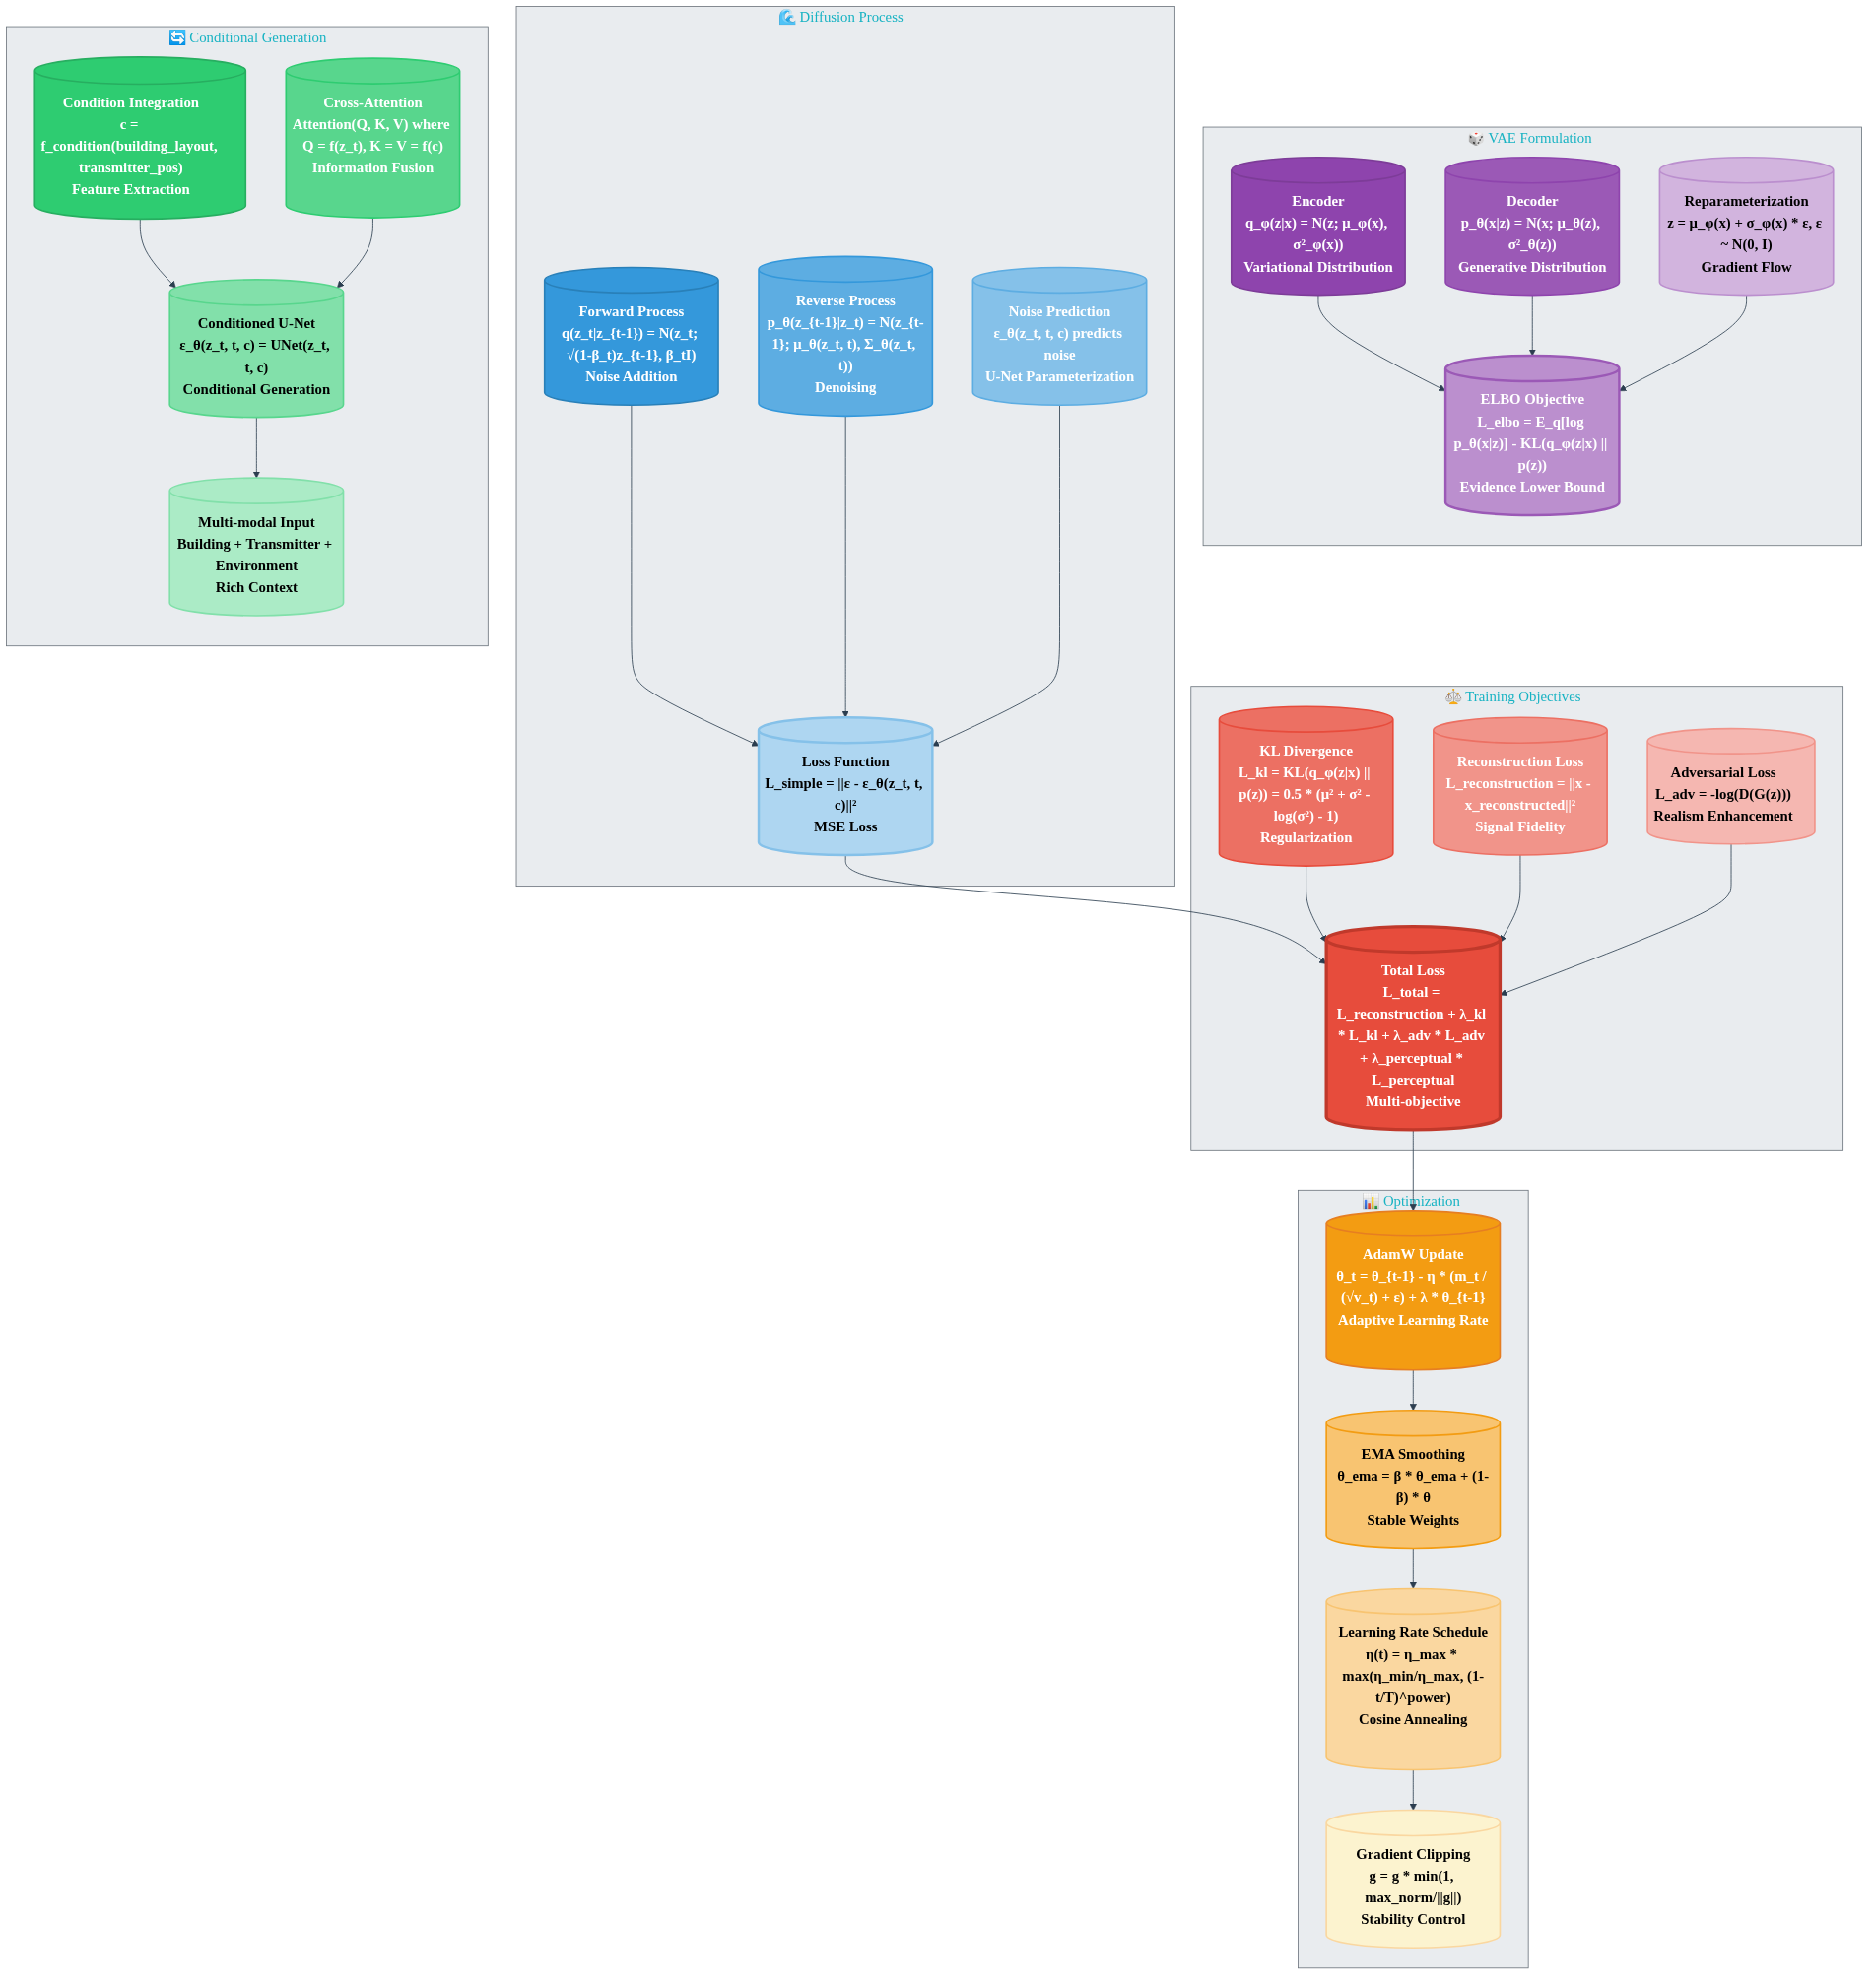 🔄 Conditional Generation
Condition Integration
c =
f_condition(building_layout,
transmitter_pos)
Feature Extraction
Cross-Attention
Attention(Q, K, V) where
Q = f(z_t), K = V = f(c)
Information Fusion
Conditioned U-Net
ε_θ(z_t, t, c) = UNet(z_t,
t, c)
Conditional Generation
Multi-modal Input
Building + Transmitter +
Environment
Rich Context
🌊 Diffusion Process
Forward Process
q(z_t|z_{t-1}) = N(z_t;
√(1-β_t)z_{t-1}, β_tI)
Noise Addition
Reverse Process
p_θ(z_{t-1}|z_t) = N(z_{t-
1}; μ_θ(z_t, t), Σ_θ(z_t,
t))
Denoising
Noise Prediction
ε_θ(z_t, t, c) predicts
noise
U-Net Parameterization
Loss Function
L_simple = ||ε - ε_θ(z_t, t,
c)||²
MSE Loss
🎲 VAE Formulation
Encoder
q_φ(z|x) = N(z; μ_φ(x),
σ²_φ(x))
Variational Distribution
Decoder
p_θ(x|z) = N(x; μ_θ(z),
σ²_θ(z))
Generative Distribution
Reparameterization
z = μ_φ(x) + σ_φ(x) * ε, ε
~ N(0, I)
Gradient Flow
ELBO Objective
L_elbo = E_q[log
p_θ(x|z)] - KL(q_φ(z|x) ||
p(z))
Evidence Lower Bound
⚖️ Training Objectives
KL Divergence
L_kl = KL(q_φ(z|x) ||
p(z)) = 0.5 * (μ² + σ² -
log(σ²) - 1)
Regularization
Reconstruction Loss
L_reconstruction = ||x -
x_reconstructed||²
Signal Fidelity
Adversarial Loss
L_adv = -log(D(G(z)))
Realism Enhancement
Total Loss
L_total =
L_reconstruction + λ_kl
* L_kl + λ_adv * L_adv
+ λ_perceptual *
L_perceptual
Multi-objective
📊 Optimization
AdamW Update
θ_t = θ_{t-1} - η * (m_t /
(√v_t) + ε) + λ * θ_{t-1}
Adaptive Learning Rate
EMA Smoothing
θ_ema = β * θ_ema + (1-
β) * θ
Stable Weights
Learning Rate Schedule
η(t) = η_max *
max(η_min/η_max, (1-
t/T)^power)
Cosine Annealing
Gradient Clipping
g = g * min(1,
max_norm/||g||)
Stability Control